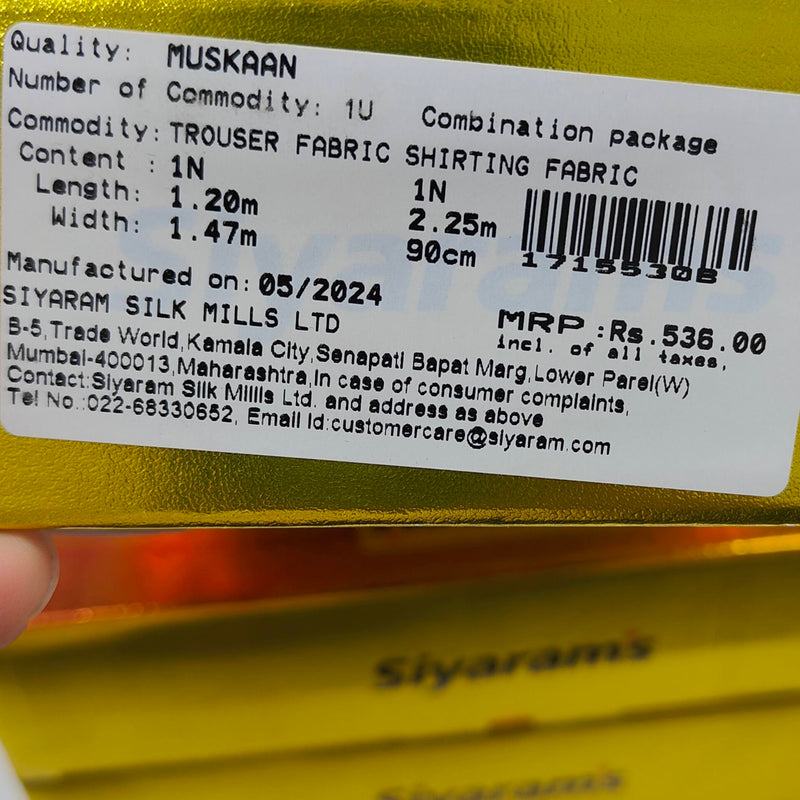 Quality: MUSKAAN
Number of Commodity: 1U Combination package
Commodity: TROUSER FABRIC SHIRTING FABRIC
Content : 1N 1N
Length: 1.20m 2.25m
Width: 1.47m 90cm
17155308
Manufactured on: 05/2024
SIYARAM SILK MILLS LTD
MRP :Rs.536.00
incl. of all taxes,
B-5,Trade World,Kamala City,Senapati Bapat Marg,Lower Parel(W)
Mumbai-400013,Maharashtra,In case of consumer complaints,
Contact:Siyaram Silk Millls Ltd. and address as above
Tel No.:022-68330652, Email Id:customercare@siyaram.com
Siyaram's
Siyaram's
Siyaram's